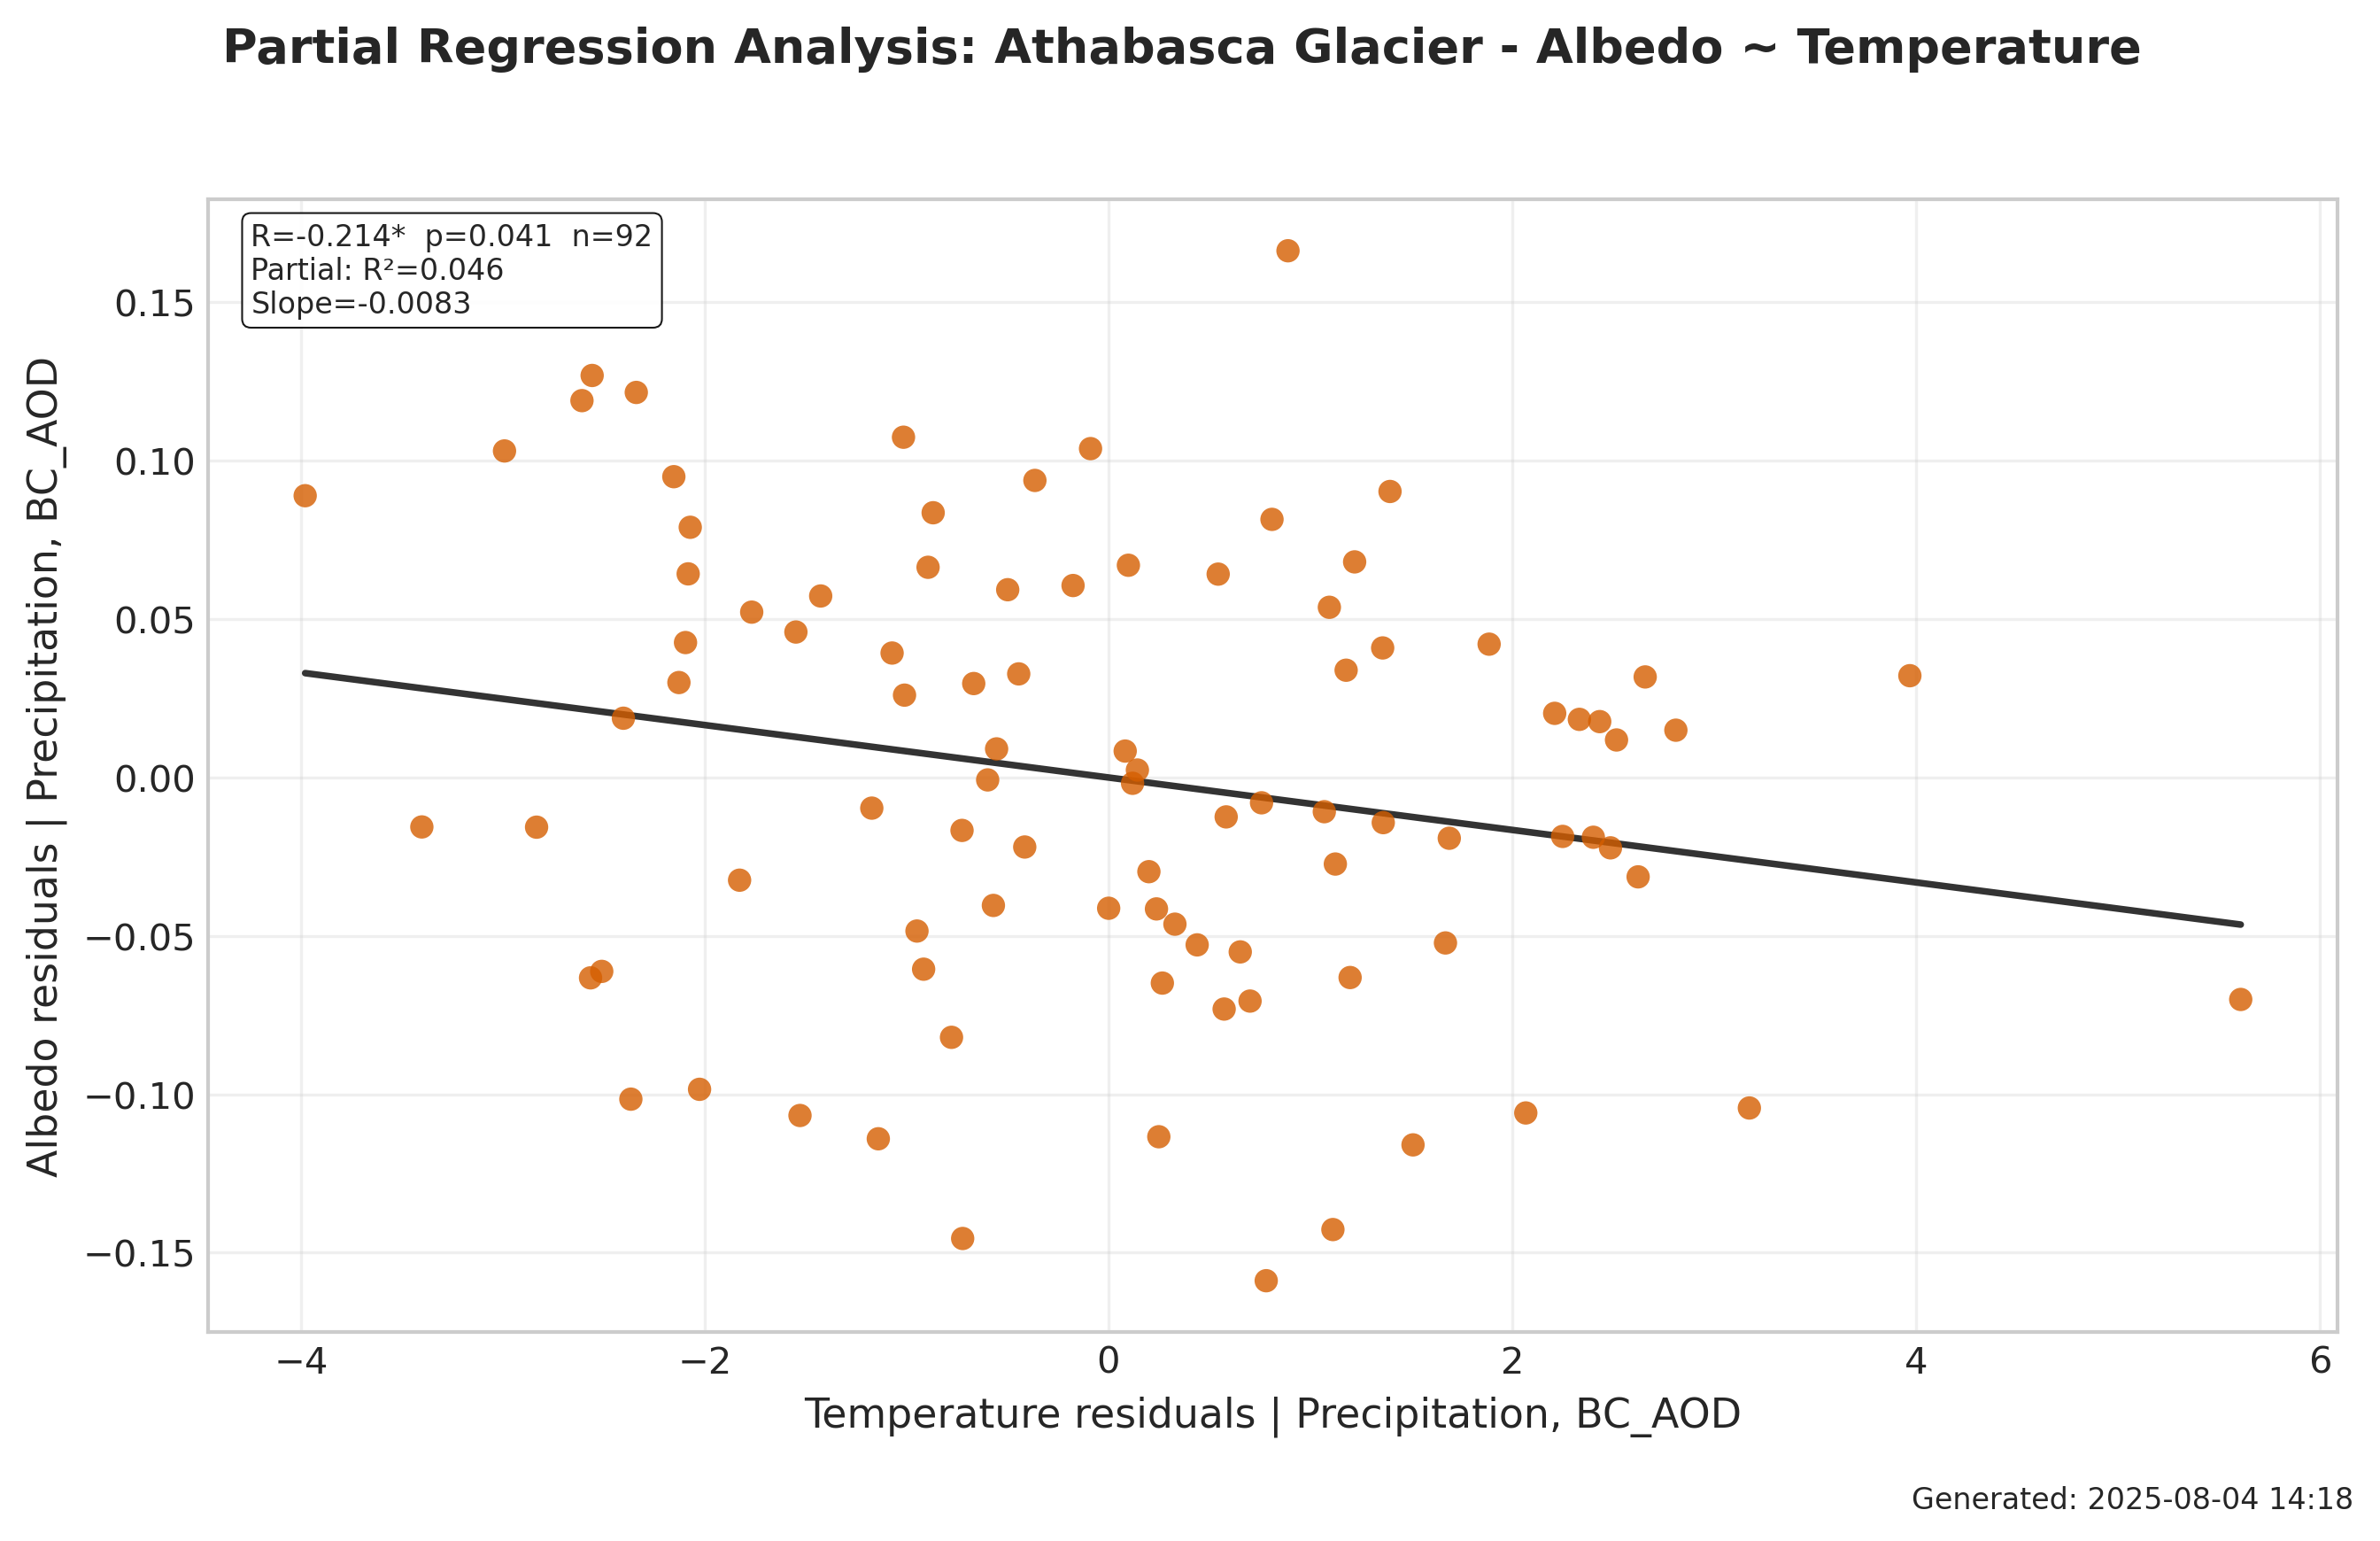 Partial Regression Analysis: Athabasca Glacier - Albedo ~ Temperature
R=-0.214*  p=0.041  n=92
Partial: R²=0.046
Slope=-0.0083
Albedo residuals | Precipitation, BC_AOD
0.15
0.10
0.05
0.00
−0.05
−0.10
−0.15
−4
−2
0
2
4
6
Temperature residuals | Precipitation, BC_AOD
Generated: 2025-08-04 14:18